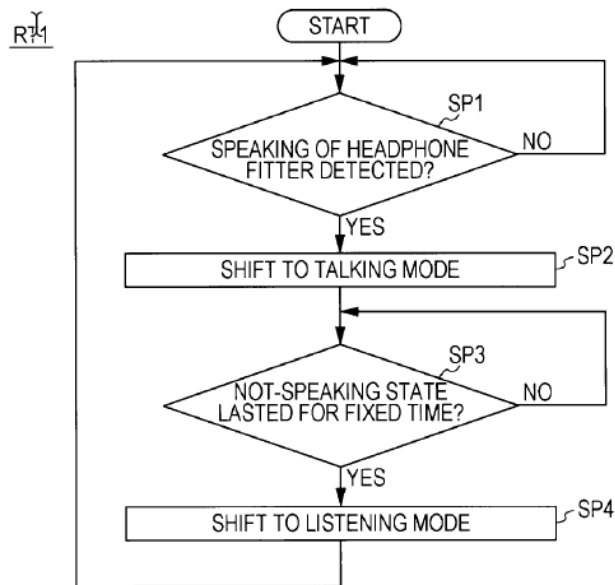 RT1
START
SP1
SPEAKING OF HEADPHONE
FITTER DETECTED?
NO
YES
SHIFT TO TALKING MODE
SP2
SP3
NOT-SPEAKING STATE
LASTED FOR FIXED TIME?
NO
YES
SHIFT TO LISTENING MODE
SP4